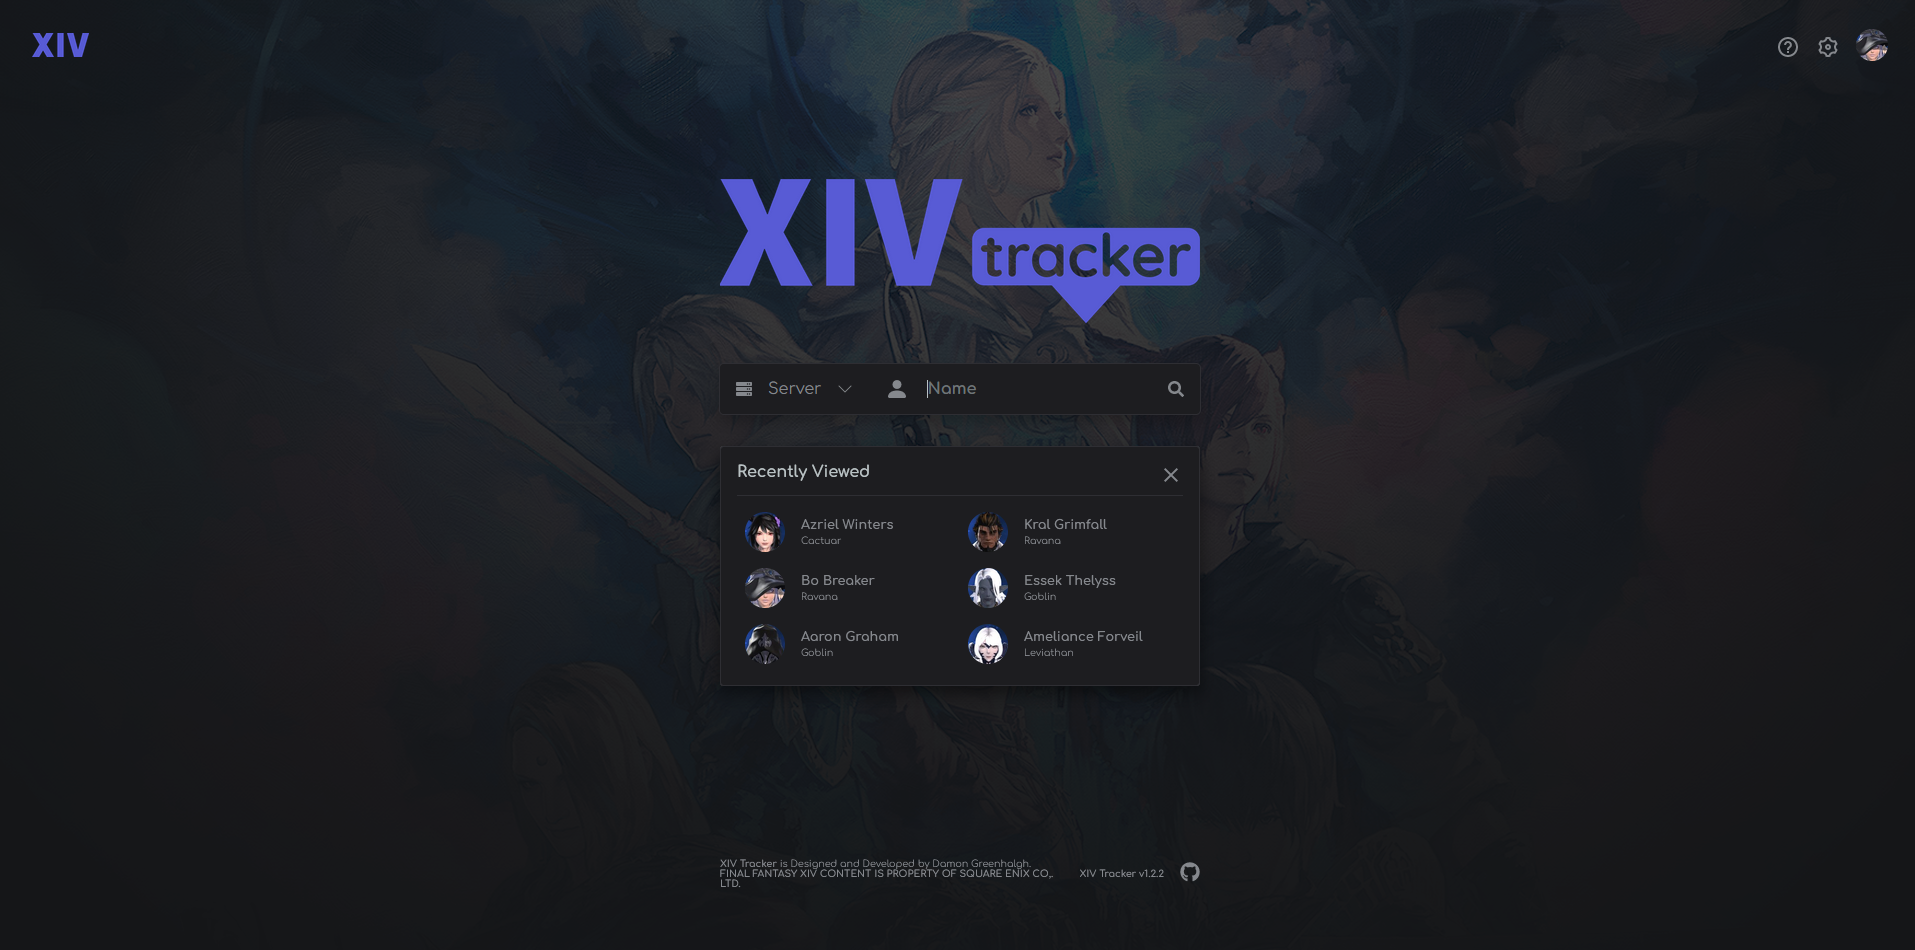 XIV
XIV
tracker
Server
Name
Recently Viewed
Azriel Winters
Cactuar
Kral Grimfall
Ravana
Bo Breaker
Ravana
Essek Thelyss
Goblin
Aaron Graham
Goblin
Ameliance Forveil
Leviathan
XIV Tracker is Designed and Developed by Damon Greenhalgh.
FINAL FANTASY XIV CONTENT IS PROPERTY OF SQUARE ENIX CO,.
LTD.
XIV Tracker v1.2.2